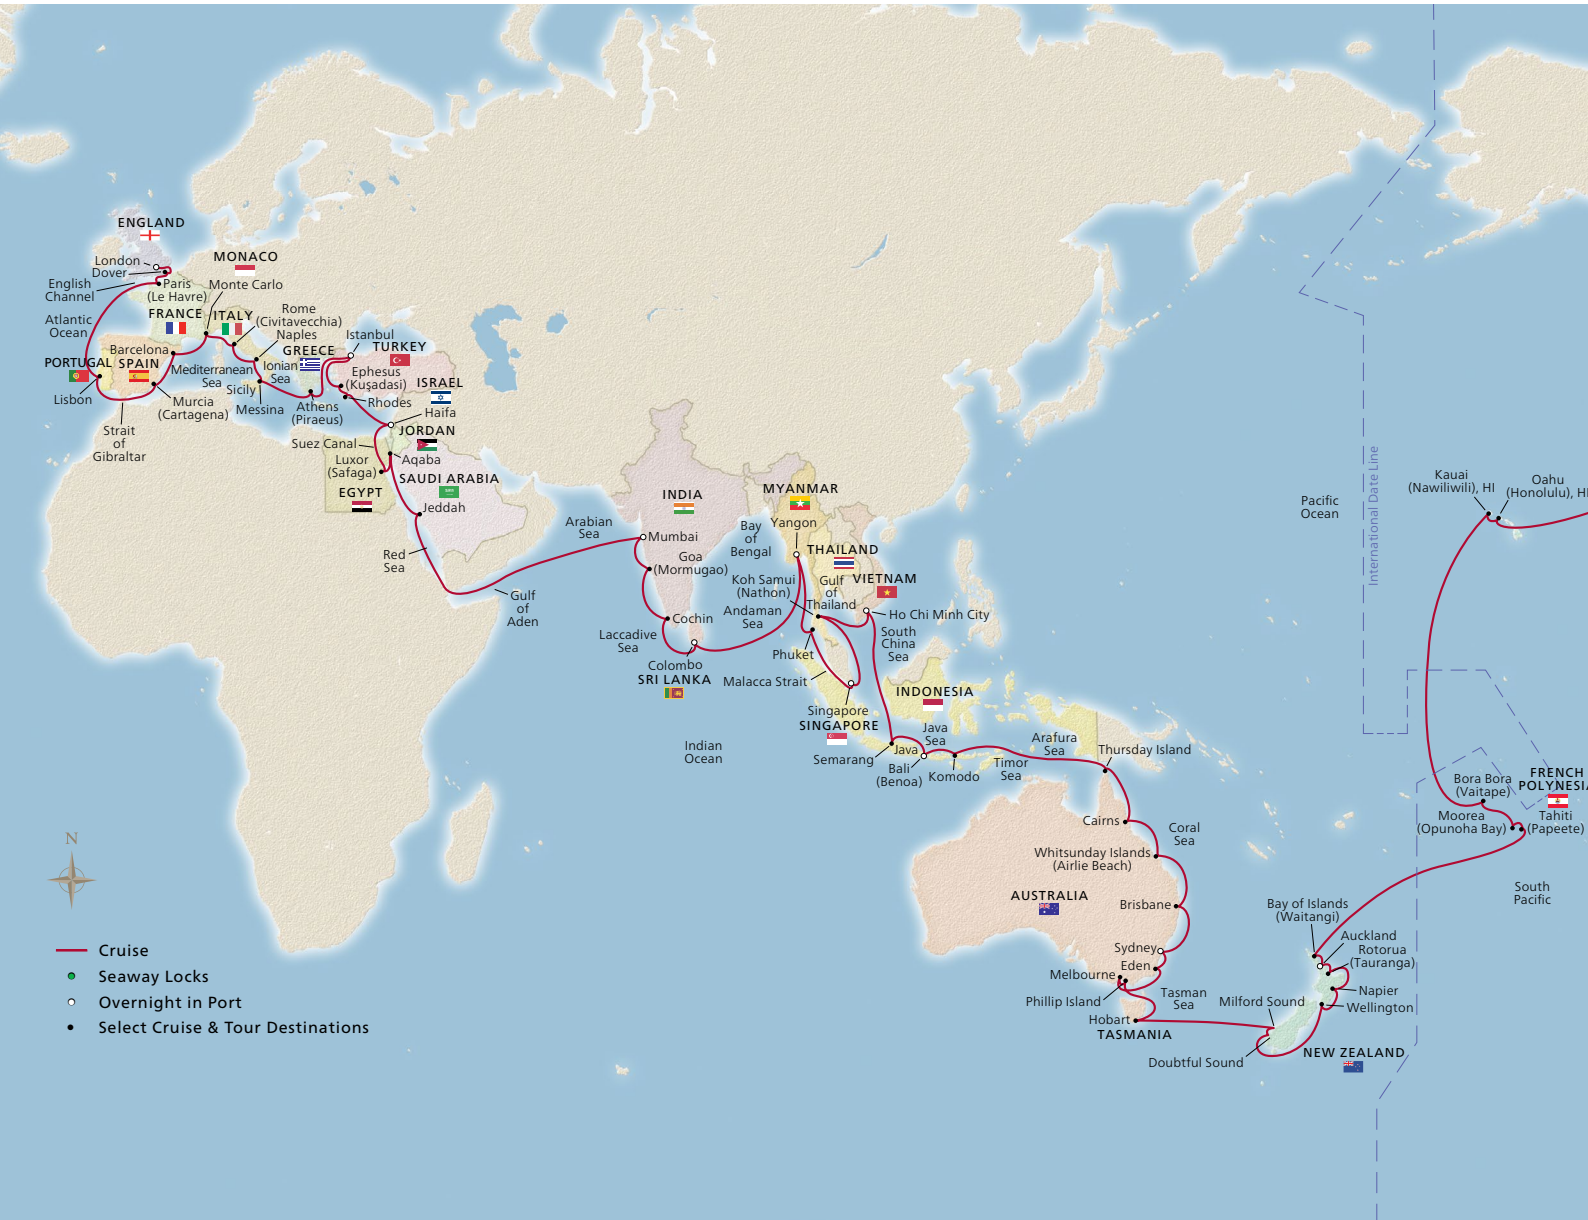 ENGLAND
London
Dover
English
Channel
Paris
(Le Havre)
MONACO
Monte Carlo
Atlantic
Ocean
FRANCE
ITALY
Rome
(Civitavecchia)
Naples
Barcelona
PORTUGAL
SPAIN
Lisbon
Mediterranean
Sea
Sicily
Ionian
Sea
GREECE
Istanbul
TURKEY
Ephesus
(Kuşadasi)
Murcia
(Cartagena)
Messina
Athens
(Piraeus)
Rhodes
ISRAEL
Haifa
Strait
of
Gibraltar
Suez Canal
JORDAN
Luxor
(Safaga)
Aqaba
EGYPT
SAUDI ARABIA
Jeddah
Red
Sea
Gulf
of
Aden
Arabian
Sea
INDIA
Mumbai
Goa
(Mormugao)
Cochin
Laccadive
Sea
Colombo
SRI LANKA
Bay
of
Bengal
MYANMAR
Yangon
THAILAND
Koh Samui
(Nathon)
Gulf
of
Thailand
VIETNAM
Andaman
Sea
Ho Chi Minh City
South
China
Sea
Phuket
Malacca Strait
Singapore
SINGAPORE
INDONESIA
Indian
Ocean
Semarang
Java
Java
Sea
Bali
(Benoa)
Komodo
Timor
Sea
Arafura
Sea
Thursday Island
Cairns
Coral
Sea
Whitsunday Islands
(Airlie Beach)
AUSTRALIA
Brisbane
Sydney
Eden
Melbourne
Phillip Island
Tasman
Sea
Hobart
TASMANIA
Milford Sound
Doubtful Sound
NEW ZEALAND
Bay of Islands
(Waitangi)
Auckland
Rotorua
(Tauranga)
Napier
Wellington
Pacific
Ocean
International Date Line
Kauai
(Nawiliwili), HI
Oahu
(Honolulu), HI
Bora Bora
(Vaitape)
FRENCH
POLYNESIA
Moorea
(Opunoha Bay)
Tahiti
(Papeete)
South
Pacific
N
Cruise
Seaway Locks
Overnight in Port
Select Cruise & Tour Destinations